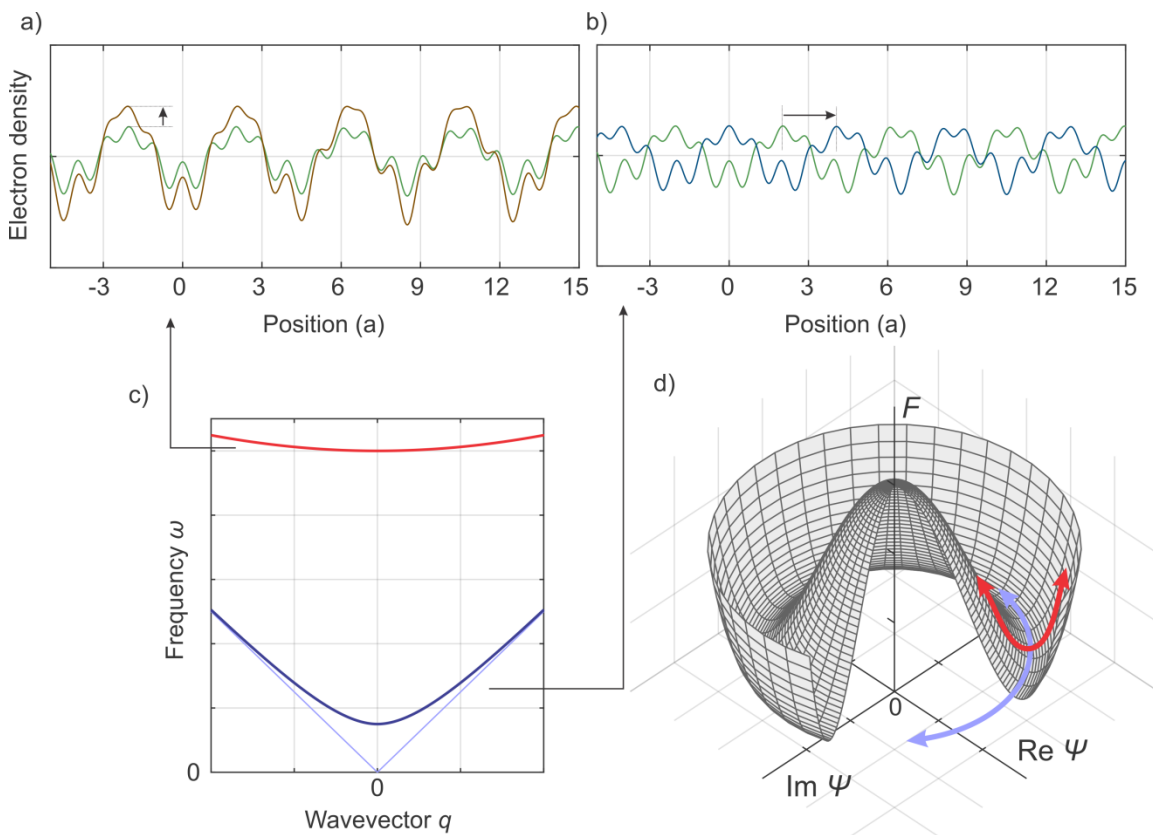 a)
b)
Electron density
-3 0 3 6 9 12 15
-3 0 3 6 9 12 15
Position (a)
Position (a)
c)
d)
F
Frequency ω
0
0
Re Ψ
Im Ψ
0
Wavevector q